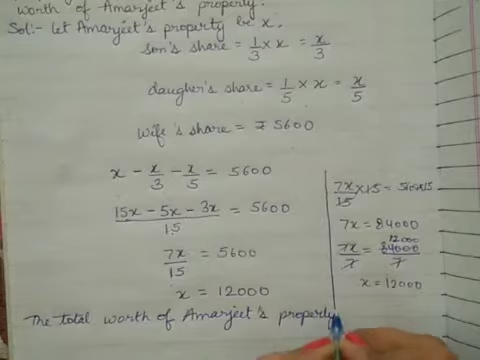 worth of Amarjeet's property.
Sol:- Let Amarjeet's property be x.
Son's share = 1/3 × x = x/3
daugher's share = 1/5 × x = x/5
Wife's share = ₹ 5600
x - x/3 - x/5 = 5600
(15x - 5x - 3x)/15 = 5600
7x/15 = 5600
x = 12000
The total worth of Amarjeet's property
7x/15 × 15 = 5600×15
7x = 84000
7x/7 = 84000/7 12000
x = 12000